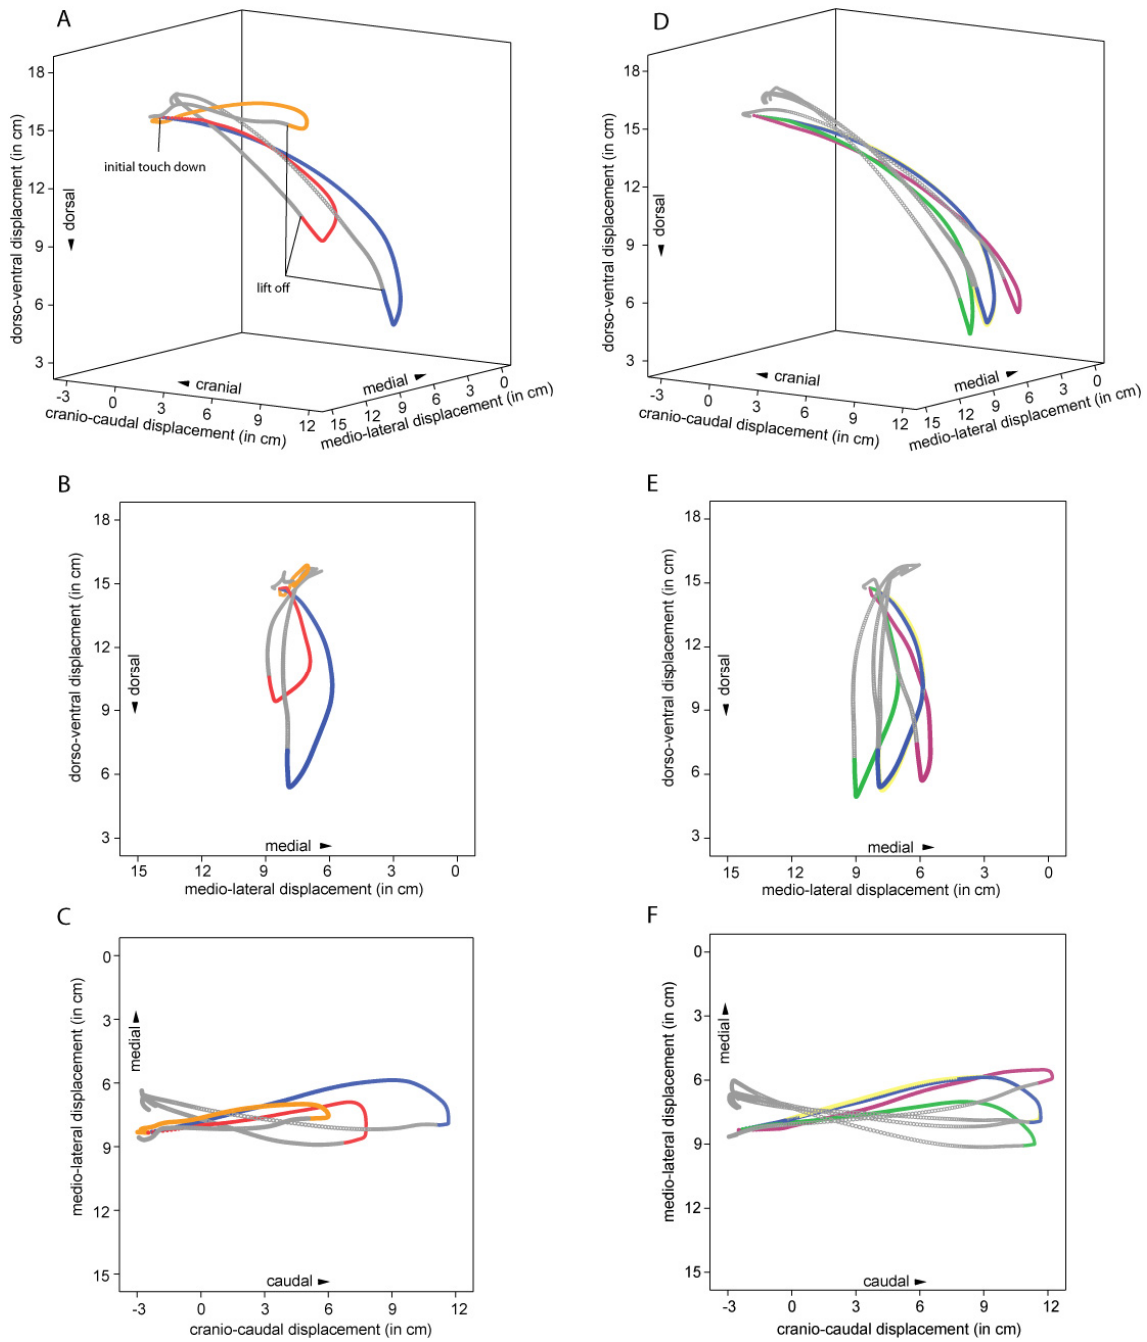 A
18
15
12
9
6
3
dorso-ventral displacment (in cm)
dorsal
initial touch down
lift off
cranial
medial
-3
0
3
6
9
12
15
12
9
6
3
0
cranio-caudal displacement (in cm)
medio-lateral displacement (in cm)
D
18
15
12
9
6
3
dorso-ventral displacment (in cm)
dorsal
cranial
medial
-3
0
3
6
9
12
15
12
9
6
3
0
cranio-caudal displacement (in cm)
medio-lateral displacement (in cm)
B
18
15
12
9
6
3
dorso-ventral displacment (in cm)
dorsal
medial
15
12
9
6
3
0
medio-lateral displacement (in cm)
E
18
15
12
9
6
3
dorso-ventral displacment (in cm)
dorsal
medial
15
12
9
6
3
0
medio-lateral displacement (in cm)
C
0
3
6
9
12
15
medio-lateral displacement (in cm)
medial
caudal
-3
0
3
6
9
12
cranio-caudal displacement (in cm)
F
0
3
6
9
12
15
medio-lateral displacement (in cm)
medial
caudal
-3
0
3
6
9
12
cranio-caudal displacement (in cm)